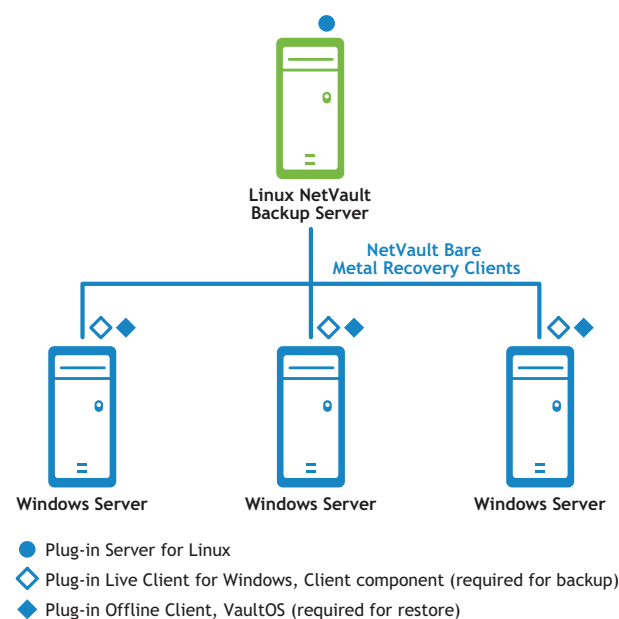 Linux NetVault
Backup Server
NetVault Bare
Metal Recovery Clients
Windows Server
Windows Server
Windows Server
Plug-in Server for Linux
Plug-in Live Client for Windows, Client component (required for backup)
Plug-in Offline Client, VaultOS (required for restore)